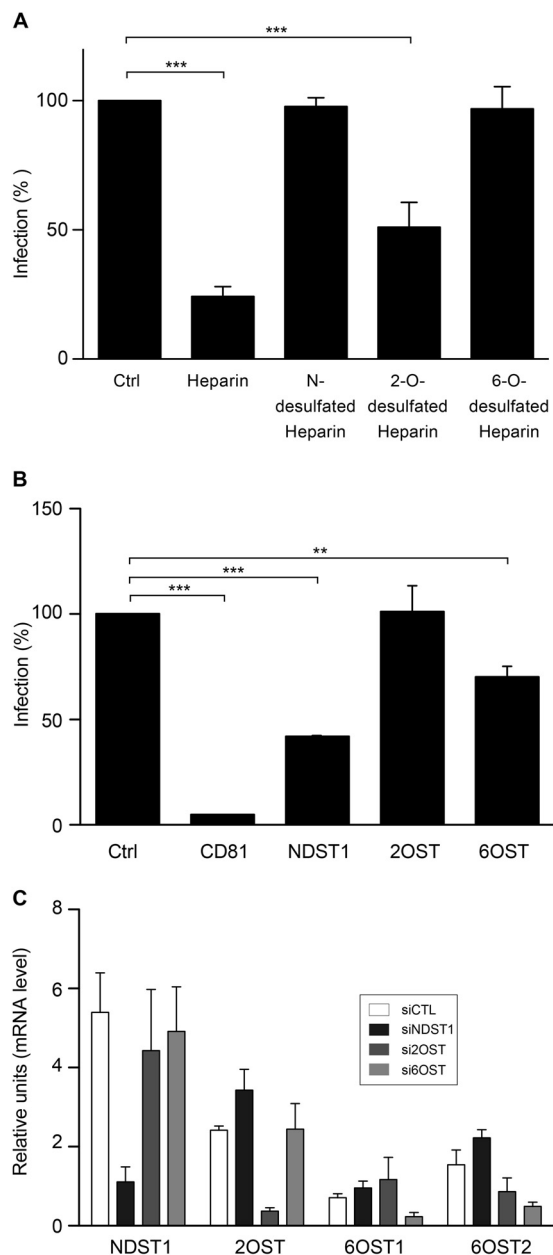 A
***
***
100
50
0
Infection (% )
Ctrl
Heparin
N-
desulfated
Heparin
2-O-
desulfated
Heparin
6-O-
desulfated
Heparin
B
150
**
***
***
100
50
0
Infection (%)
Ctrl
CD81
NDST1
2OST
6OST
C
8
6
4
2
0
Relative units (mRNA level)
siCTL
siNDST1
si2OST
si6OST
NDST1
2OST
6OST1
6OST2